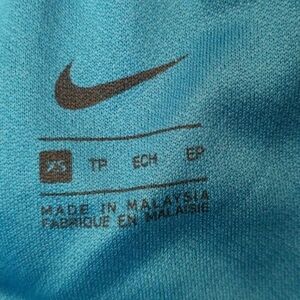 XS TP ECH EP
MADE IN MALAYSIA
FABRIQUE EN MALAISIE